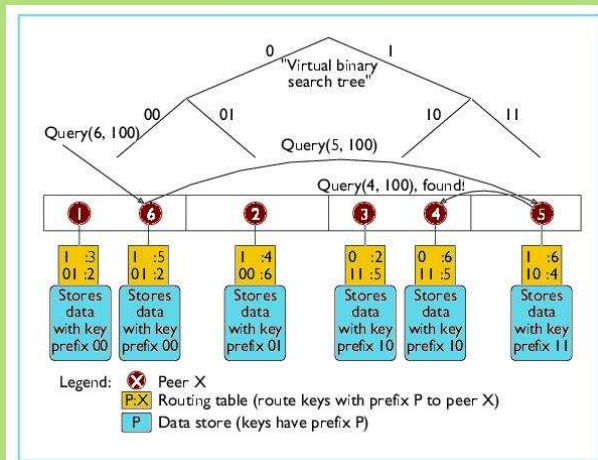 0
1
"Virtual binary
search tree"
00
01
10
11
Query(6, 100)
Query(5, 100)
Query(4, 100), found!
1
6
2
3
4
5
1 :3
01 :2
1 :5
01 :2
1 :4
00 :6
0 :2
11 :5
0 :6
11 :5
1 :6
10 :4
Stores
data
with key
prefix 00
Stores
data
with key
prefix 00
Stores
data
with key
prefix 01
Stores
data
with key
prefix 10
Stores
data
with key
prefix 10
Stores
data
with key
prefix 11
Legend: X Peer X
P:X Routing table (route keys with prefix P to peer X)
P Data store (keys have prefix P)